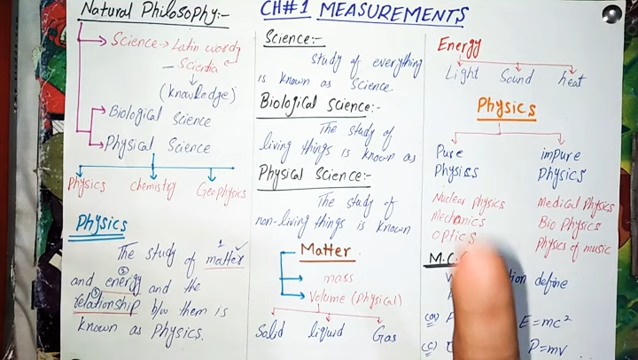 CH#1 MEASUREMENTS
Natural Philosophy:-
Science → Latin word
Scientia
(knowledge)
Biological Science
Physical Science
Physics chemistry Geophysics
Physics
The study of matter 1
and energy 2 and the
relationship 3 b/w them is
known as Physics.
Science:-
Study of everything
is known as Science
Biological Science:-
The study of
living things is known as
Physical Science:-
The study of
non-living things is known
Matter
mass
Volume (Physical)
Solid liquid Gas
Energy
Light Sound heat
Physics
Pure impure
Physics Physics
Nuclear physics Medical Physics
Mechanics Bio Physics
optics Physics of music
define
E=mc²
P=mv